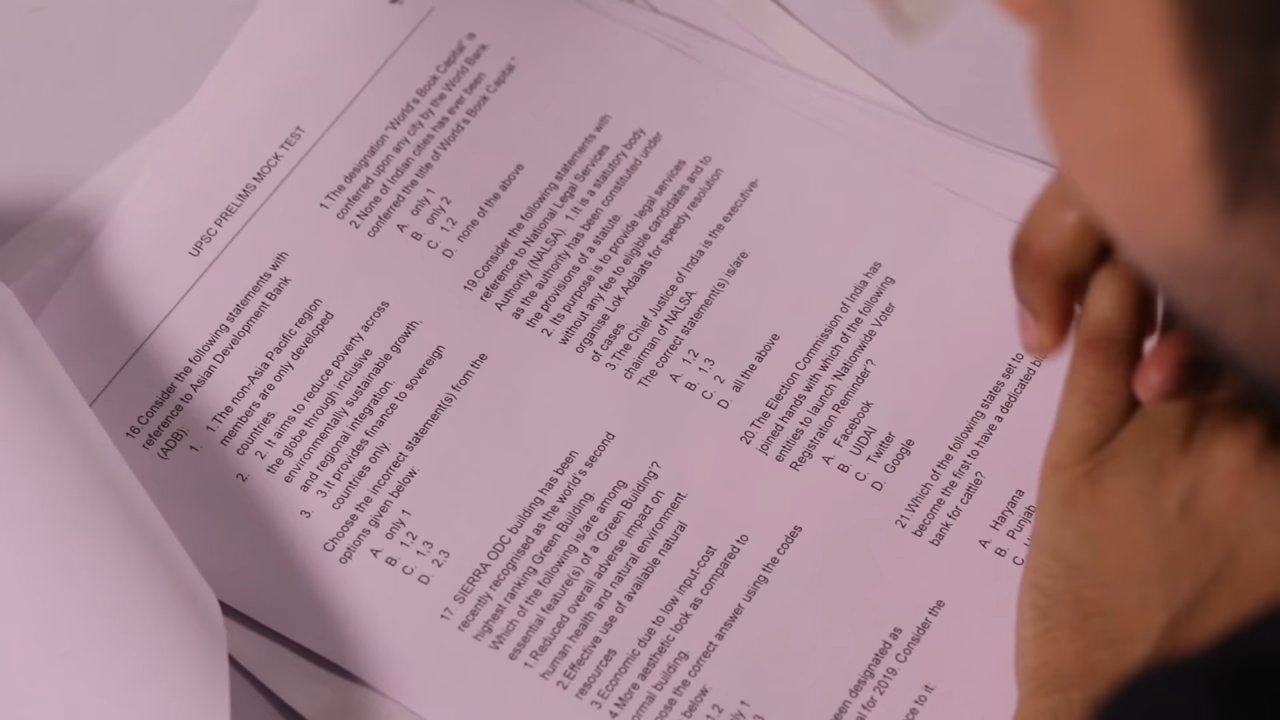 UPSC PRELIMS MOCK TEST
16.Consider the following statements with
reference to Asian Development Bank
(ADB):
1. 1.The non-Asia Pacific region
members are only developed
countries.
2. 2. It aims to reduce poverty across
the globe through inclusive
environmentally sustainable growth,
and regional integration.
3. 3.It provides finance to sovereign
countries only.
Choose the incorrect statement(s) from the
options given below:
A. only 1
B. 1,2
C. 1,3
D. 2,3
17. SIERRA ODC building has been
recently recognised as the world's second
highest ranking Green Building.
Which of the following is/are among
essential feature(s) of a 'Green Building'?
1.Reduced overall adverse impact on
human health and natural environment.
2.Effective use of available natural
resources
3.Economic due to low input-cost
4.More aesthetic look as compared to
normal building.
the correct answer using the codes
below:
1,2
1.The designation "World's Book Capital" is
conferred upon any city by the World Bank.
2.None of Indian cities has ever been
conferred the title of World's Book Capital."
A. only 1
B. only 2
C. 1,2
D. none of the above
19.Consider the following statements with
reference to National Legal Services
Authority (NALSA). 1.It is a statutory body
as the authority has been constituted under
the provisions of a statute.
2. Its purpose is to provide legal services
without any fee to eligible candidates and to
organise Lok Adalats for speedy resolution
of cases.
3.The Chief Justice of India is the executive-
chairman of NALSA.
The correct statement(s) is/are:
A. 1,2
B. 1,3
C. 2
D. all the above
20.The Election Commission of India has
joined hands with which of the following
entities to launch Nationwide Voter
Registration Reminder?
A. Facebook
B. UIDAI
C. Twitter
D. Google
21.Which of the following states set to
become the first to have a dedicated
bank for cattle?
A. Haryana
B. Punjab
C.
designated as
for 2019. Consider the
to it: